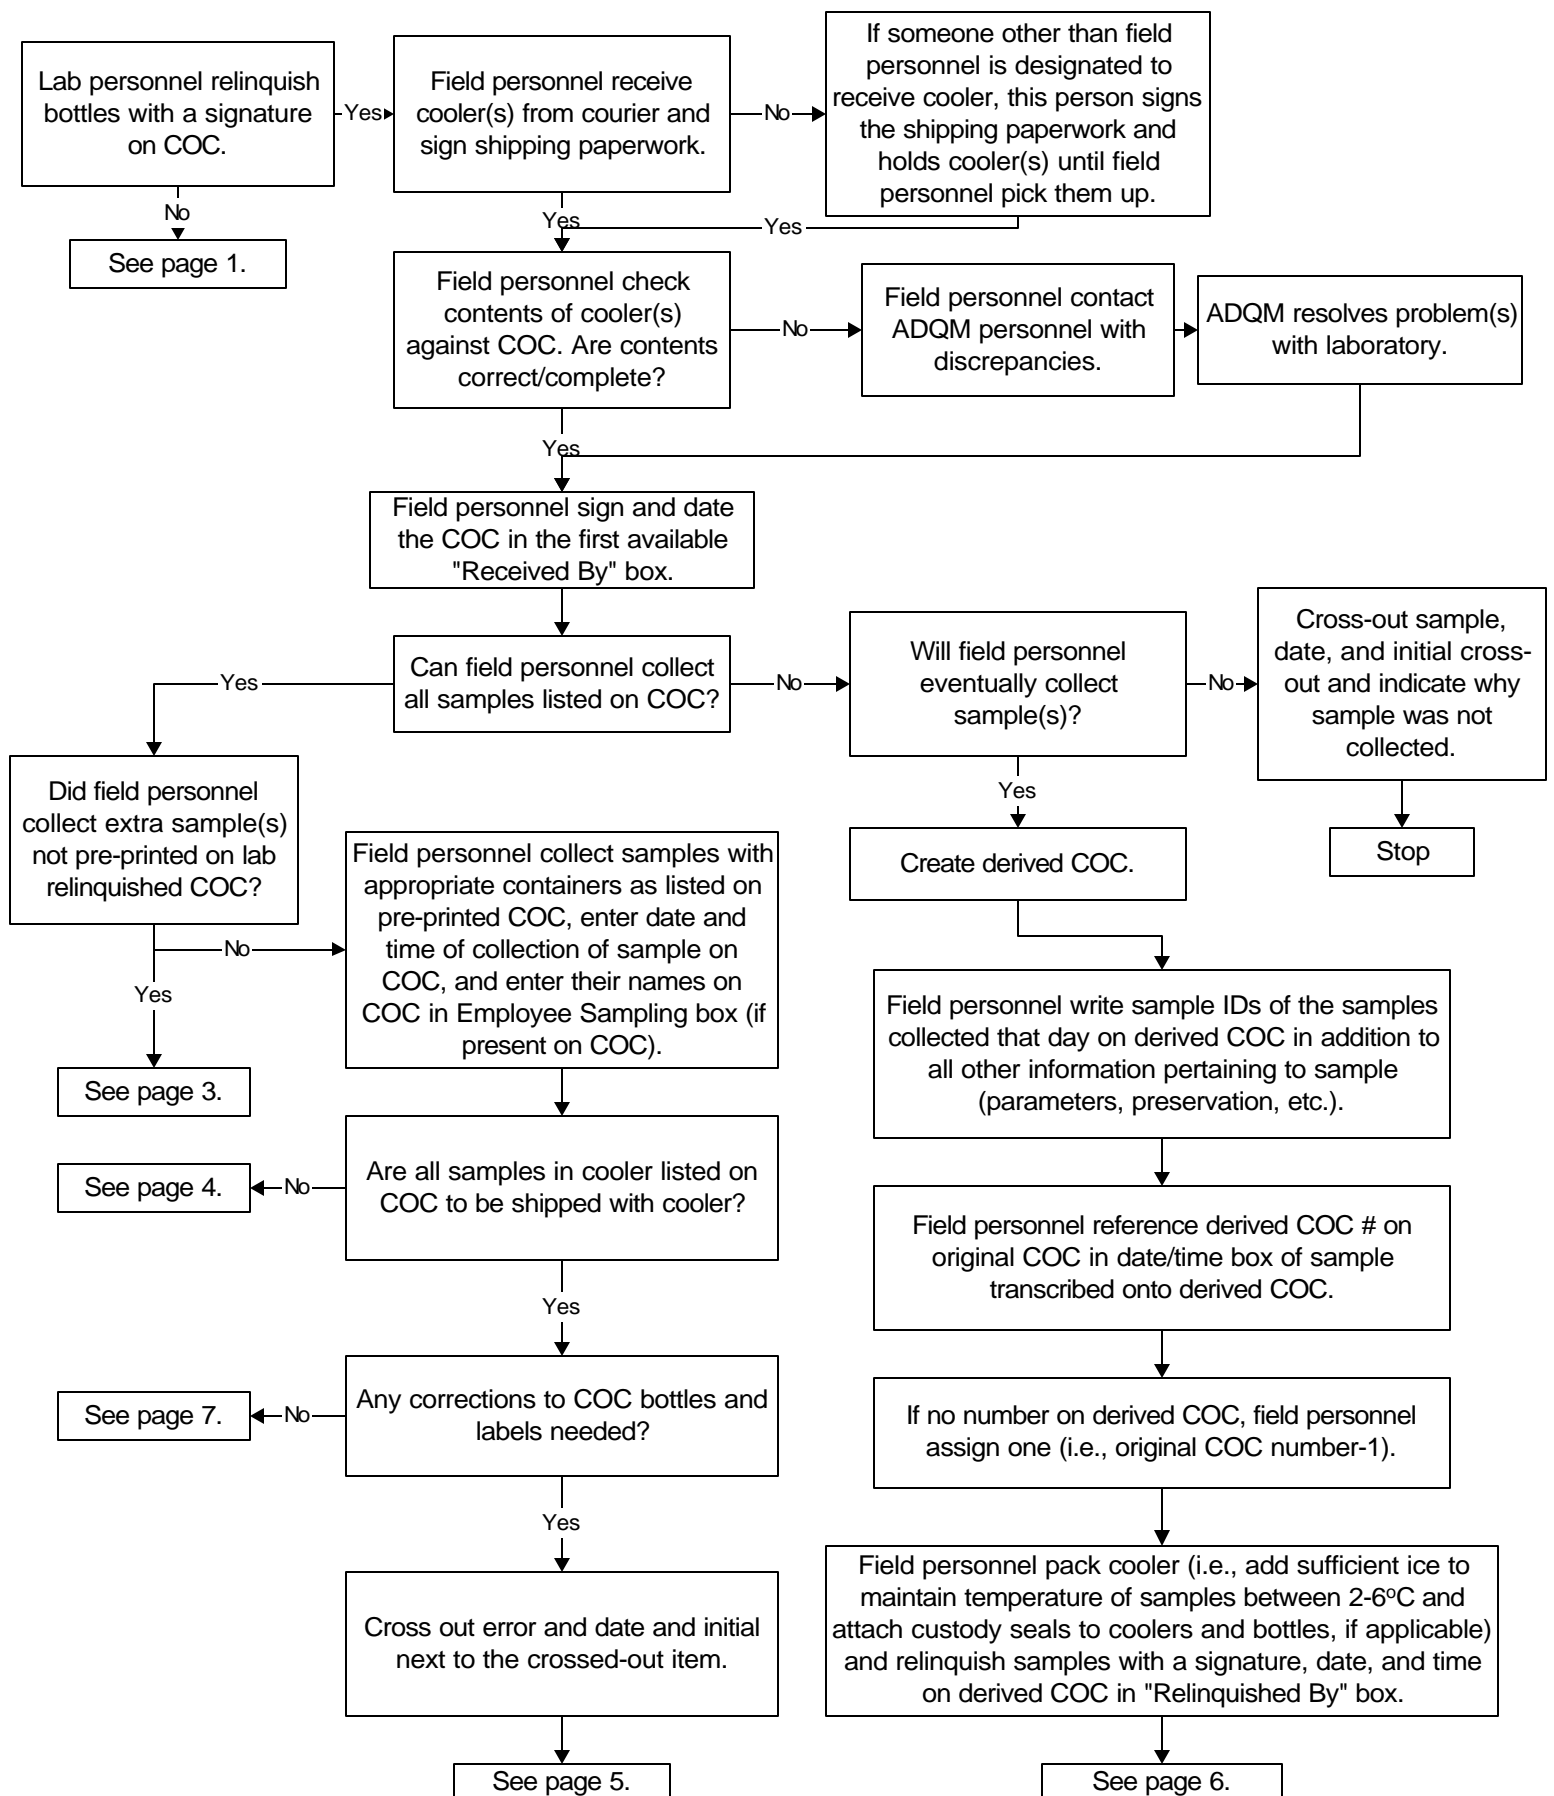 Lab personnel relinquish
bottles with a signature
on COC.
Yes
Field personnel receive
cooler(s) from courier and
sign shipping paperwork.
No
If someone other than field
personnel is designated to
receive cooler, this person signs
the shipping paperwork and
holds cooler(s) until field
personnel pick them up.
No
See page 1.
Yes
Yes
Field personnel check
contents of cooler(s)
against COC. Are contents
correct/complete?
No
Field personnel contact
ADQM personnel with
discrepancies.
ADQM resolves problem(s)
with laboratory.
Yes
Field personnel sign and date
the COC in the first available
"Received By" box.
Can field personnel collect
all samples listed on COC?
Yes
No
Will field personnel
eventually collect
sample(s)?
No
Cross-out sample,
date, and initial cross-
out and indicate why
sample was not
collected.
Stop
Yes
Create derived COC.
Did field personnel
collect extra sample(s)
not pre-printed on lab
relinquished COC?
No
Yes
See page 3.
Field personnel collect samples with
appropriate containers as listed on
pre-printed COC, enter date and
time of collection of sample on
COC, and enter their names on
COC in Employee Sampling box (if
present on COC).
Field personnel write sample IDs of the samples
collected that day on derived COC in addition to
all other information pertaining to sample
(parameters, preservation, etc.).
Are all samples in cooler listed on
COC to be shipped with cooler?
No
See page 4.
Field personnel reference derived COC # on
original COC in date/time box of sample
transcribed onto derived COC.
Yes
Any corrections to COC bottles and
labels needed?
No
See page 7.
If no number on derived COC, field personnel
assign one (i.e., original COC number-1).
Yes
Cross out error and date and initial
next to the crossed-out item.
Field personnel pack cooler (i.e., add sufficient ice to
maintain temperature of samples between 2-6ºC and
attach custody seals to coolers and bottles, if applicable)
and relinquish samples with a signature, date, and time
on derived COC in "Relinquished By" box.
See page 5.
See page 6.